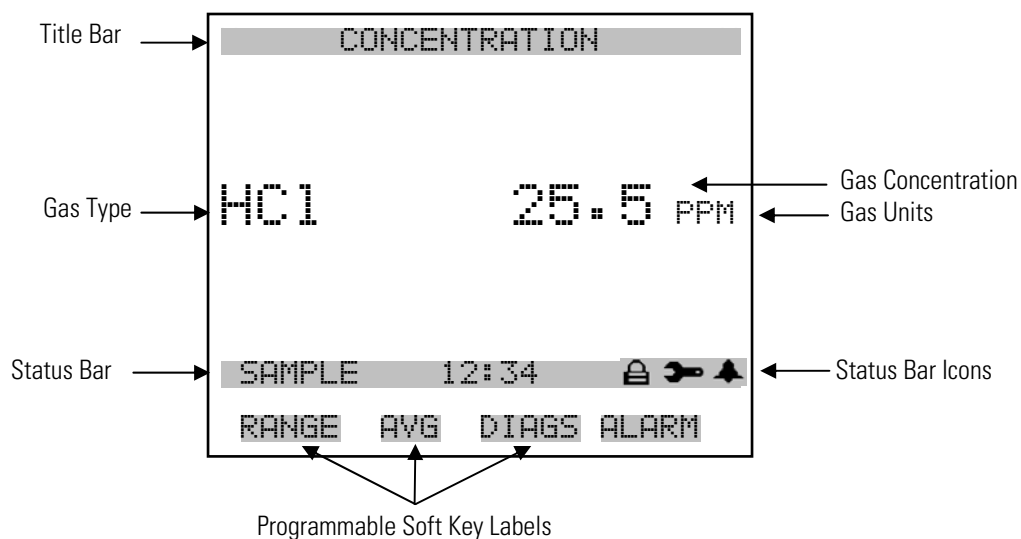 Title Bar
CONCENTRATION
Gas Type
HCl
25.5 PPM
Gas Concentration
Gas Units
Status Bar
SAMPLE 12:34
Status Bar Icons
RANGE AVG DIAGS ALARM
Programmable Soft Key Labels